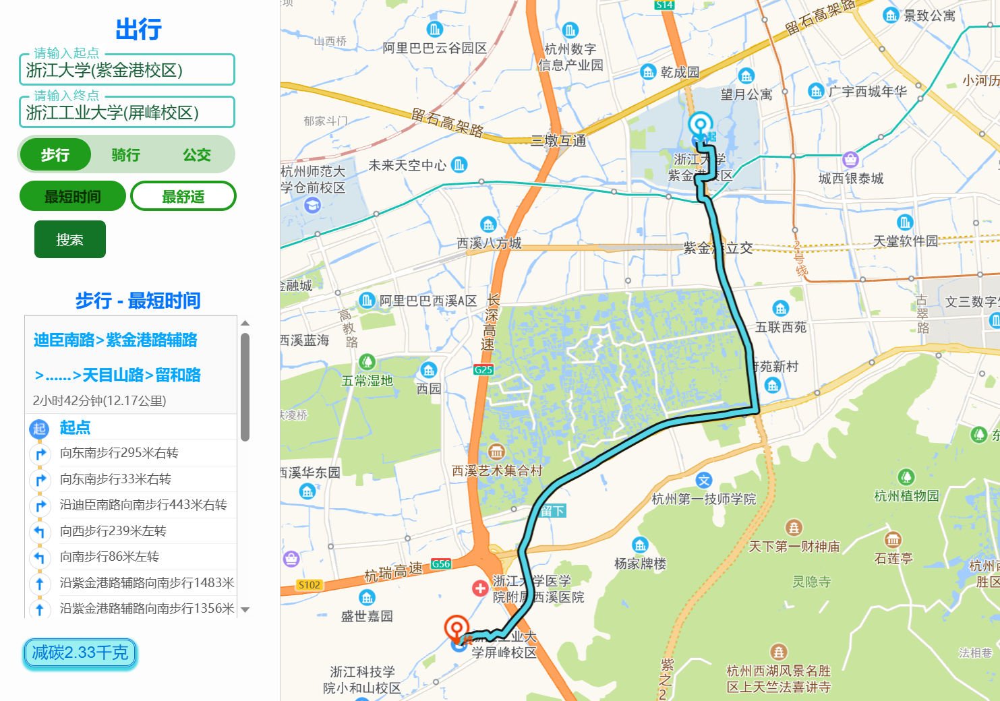 出行
请输入起点
浙江大学(紫金港校区)
请输入终点
浙江工业大学(屏峰校区)
步行
骑行
公交
最短时间
最舒适
搜索
步行 - 最短时间
迪臣南路>紫金港路辅路
>......>天目山路>留和路
2小时42分钟(12.17公里)
起
起点
向东南步行295米右转
向东南步行33米右转
沿迪臣南路向南步行443米右转
向西步行239米左转
向南步行86米左转
沿紫金港路辅路向南步行1483米
沿紫金港路辅路向南步行1356米
减碳2.33千克
S14
留石高架路
景致公寓
山西桥
阿里巴巴云谷园区
杭州数字
信息产业园
乾成园
望月公寓
广宇西城年华
小河历
郁家斗门
留石高架路
三墩互通
起
浙江大学
紫金港校区
杭州师范大
学仓前校区
未来天空中心
城西银泰城
西溪八方城
紫金港立交
天堂软件园
2号线
金融城
阿里巴巴西溪A区
长深高速
高教路
西溪蓝海
五联西苑
古翠路
文三数字
G25
五常湿地
西园
府苑新村
西溪华东园
西溪艺术集合村
杭州第一技师学院
文
杭州植物园
东
留下
天下第一财神庙
石莲亭
杨家牌楼
灵隐寺
杭州西
胜区
杭瑞高速
G56
S102
浙江大学医学
院附属西溪医院
盛世嘉园
终
浙江工业大
学屏峰校区
浙江科技学
院小和山校区
紫之2
杭州西湖风景名胜
区上天竺法喜讲寺
法相巷